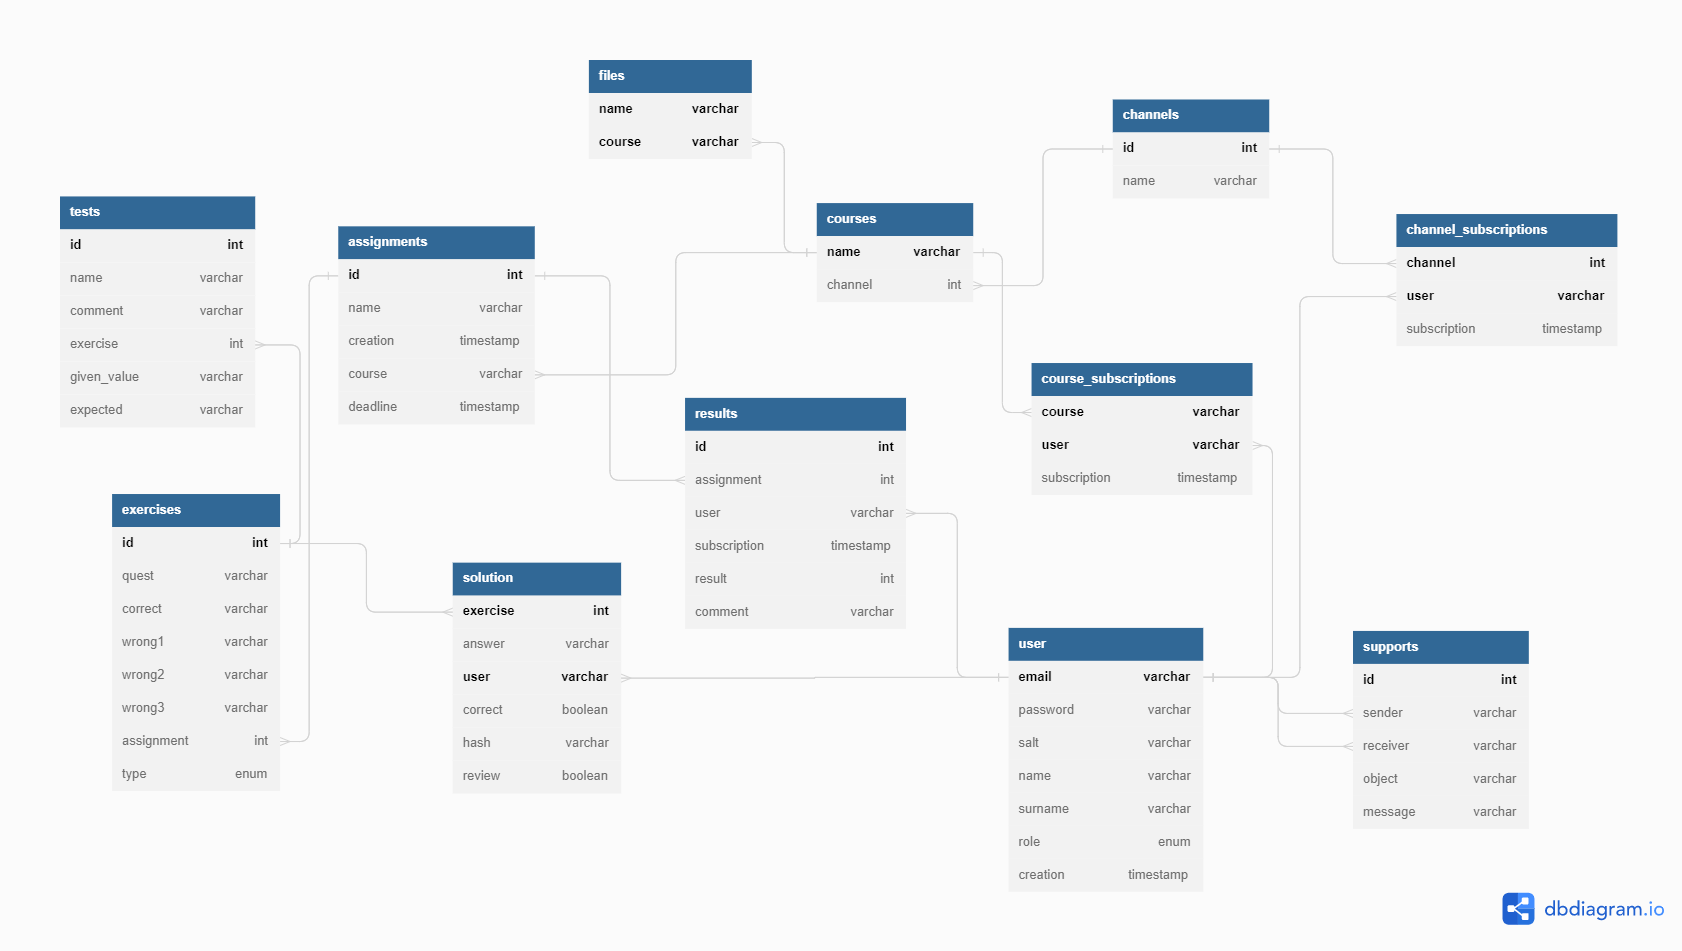 files
name varchar
course varchar
channels
id int
name varchar
tests
id int
name varchar
comment varchar
exercise int
given_value varchar
expected varchar
assignments
id int
name varchar
creation timestamp
course varchar
deadline timestamp
courses
name varchar
channel int
channel_subscriptions
channel int
user varchar
subscription timestamp
course_subscriptions
course varchar
user varchar
subscription timestamp
results
id int
assignment int
user varchar
subscription timestamp
result int
comment varchar
exercises
id int
quest varchar
correct varchar
wrong1 varchar
wrong2 varchar
wrong3 varchar
assignment int
type enum
solution
exercise int
answer varchar
user varchar
correct boolean
hash varchar
review boolean
user
email varchar
password varchar
salt varchar
name varchar
surname varchar
role enum
creation timestamp
supports
id int
sender varchar
receiver varchar
object varchar
message varchar
dbdiagram.io